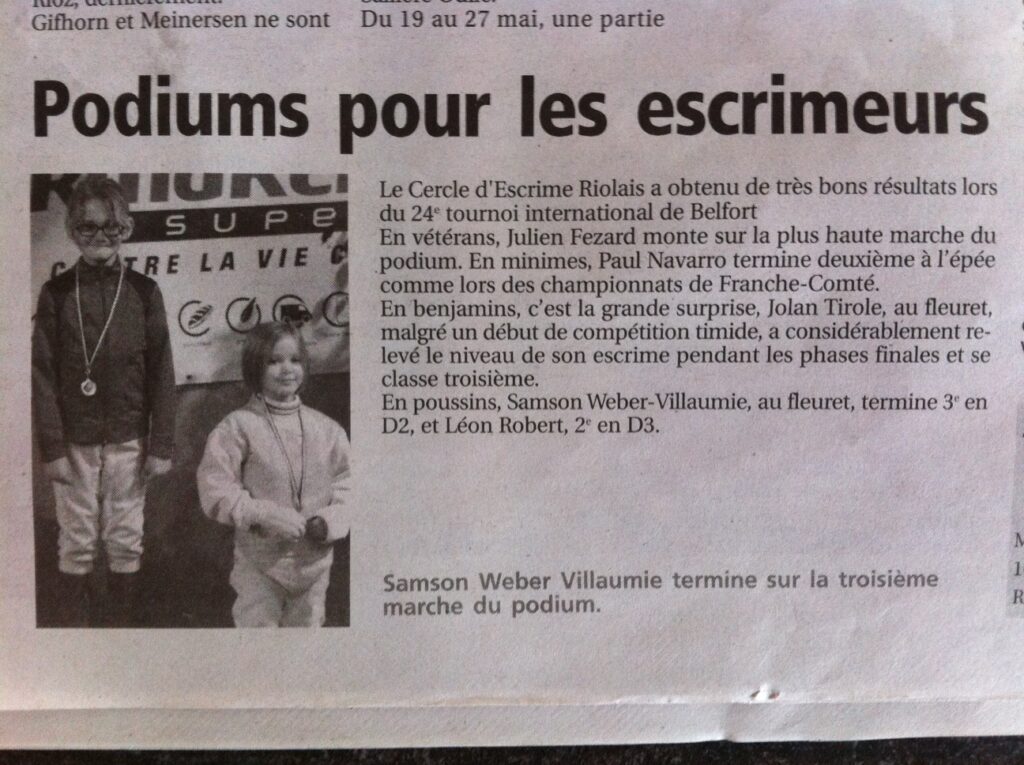 Rioz, dernièrement.
Gifhorn et Meinersen ne sont
Du 19 au 27 mai, une partie
Podiums pour les escrimeurs
SUPE
TRE LA VIE
Le Cercle d'Escrime Riolais a obtenu de très bons résultats lors
du 24e tournoi international de Belfort
En vétérans, Julien Fezard monte sur la plus haute marche du
podium. En minimes, Paul Navarro termine deuxième à l'épée
comme lors des championnats de Franche-Comté.
En benjamins, c'est la grande surprise, Jolan Tirole, au fleuret,
malgré un début de compétition timide, a considérablement re-
levé le niveau de son escrime pendant les phases finales et se
classe troisième.
En poussins, Samson Weber-Villaumie, au fleuret, termine 3e en
D2, et Léon Robert, 2e en D3.
Samson Weber Villaumie termine sur la troisième
marche du podium.